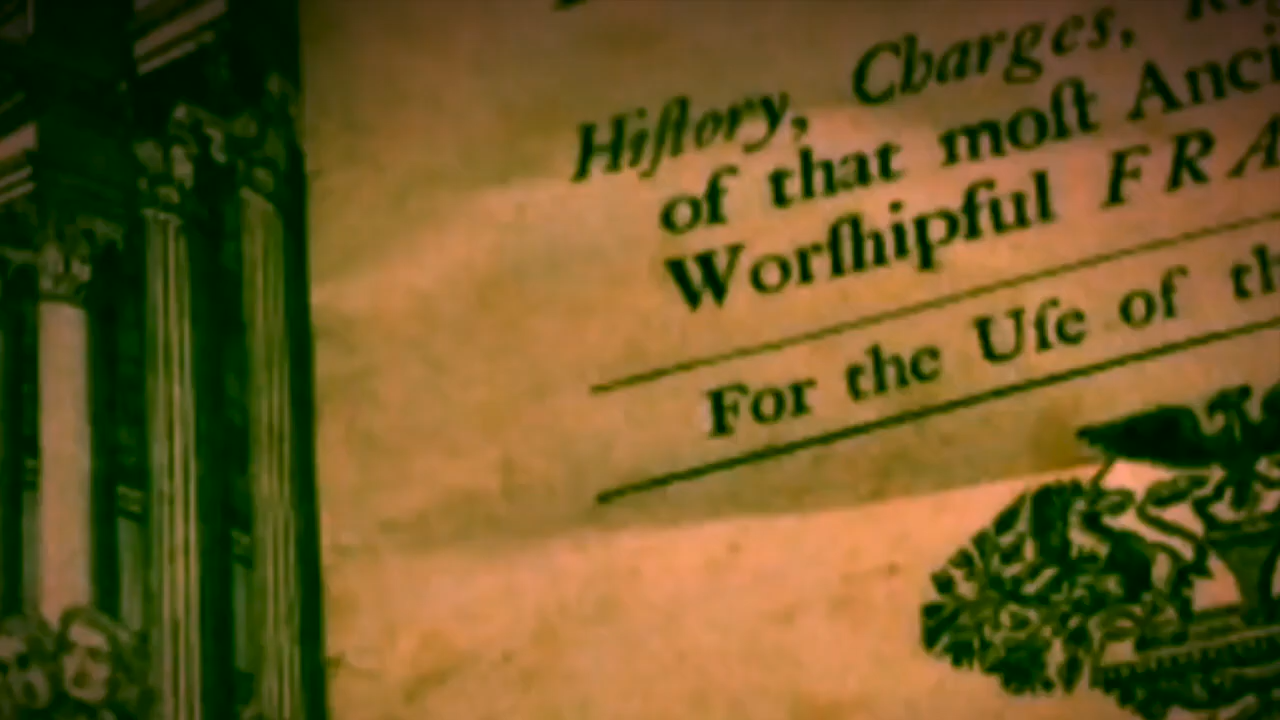 Hiſtory, Charges, R
of that moſt Anci
Worſhipful FRA
For the Uſe of th